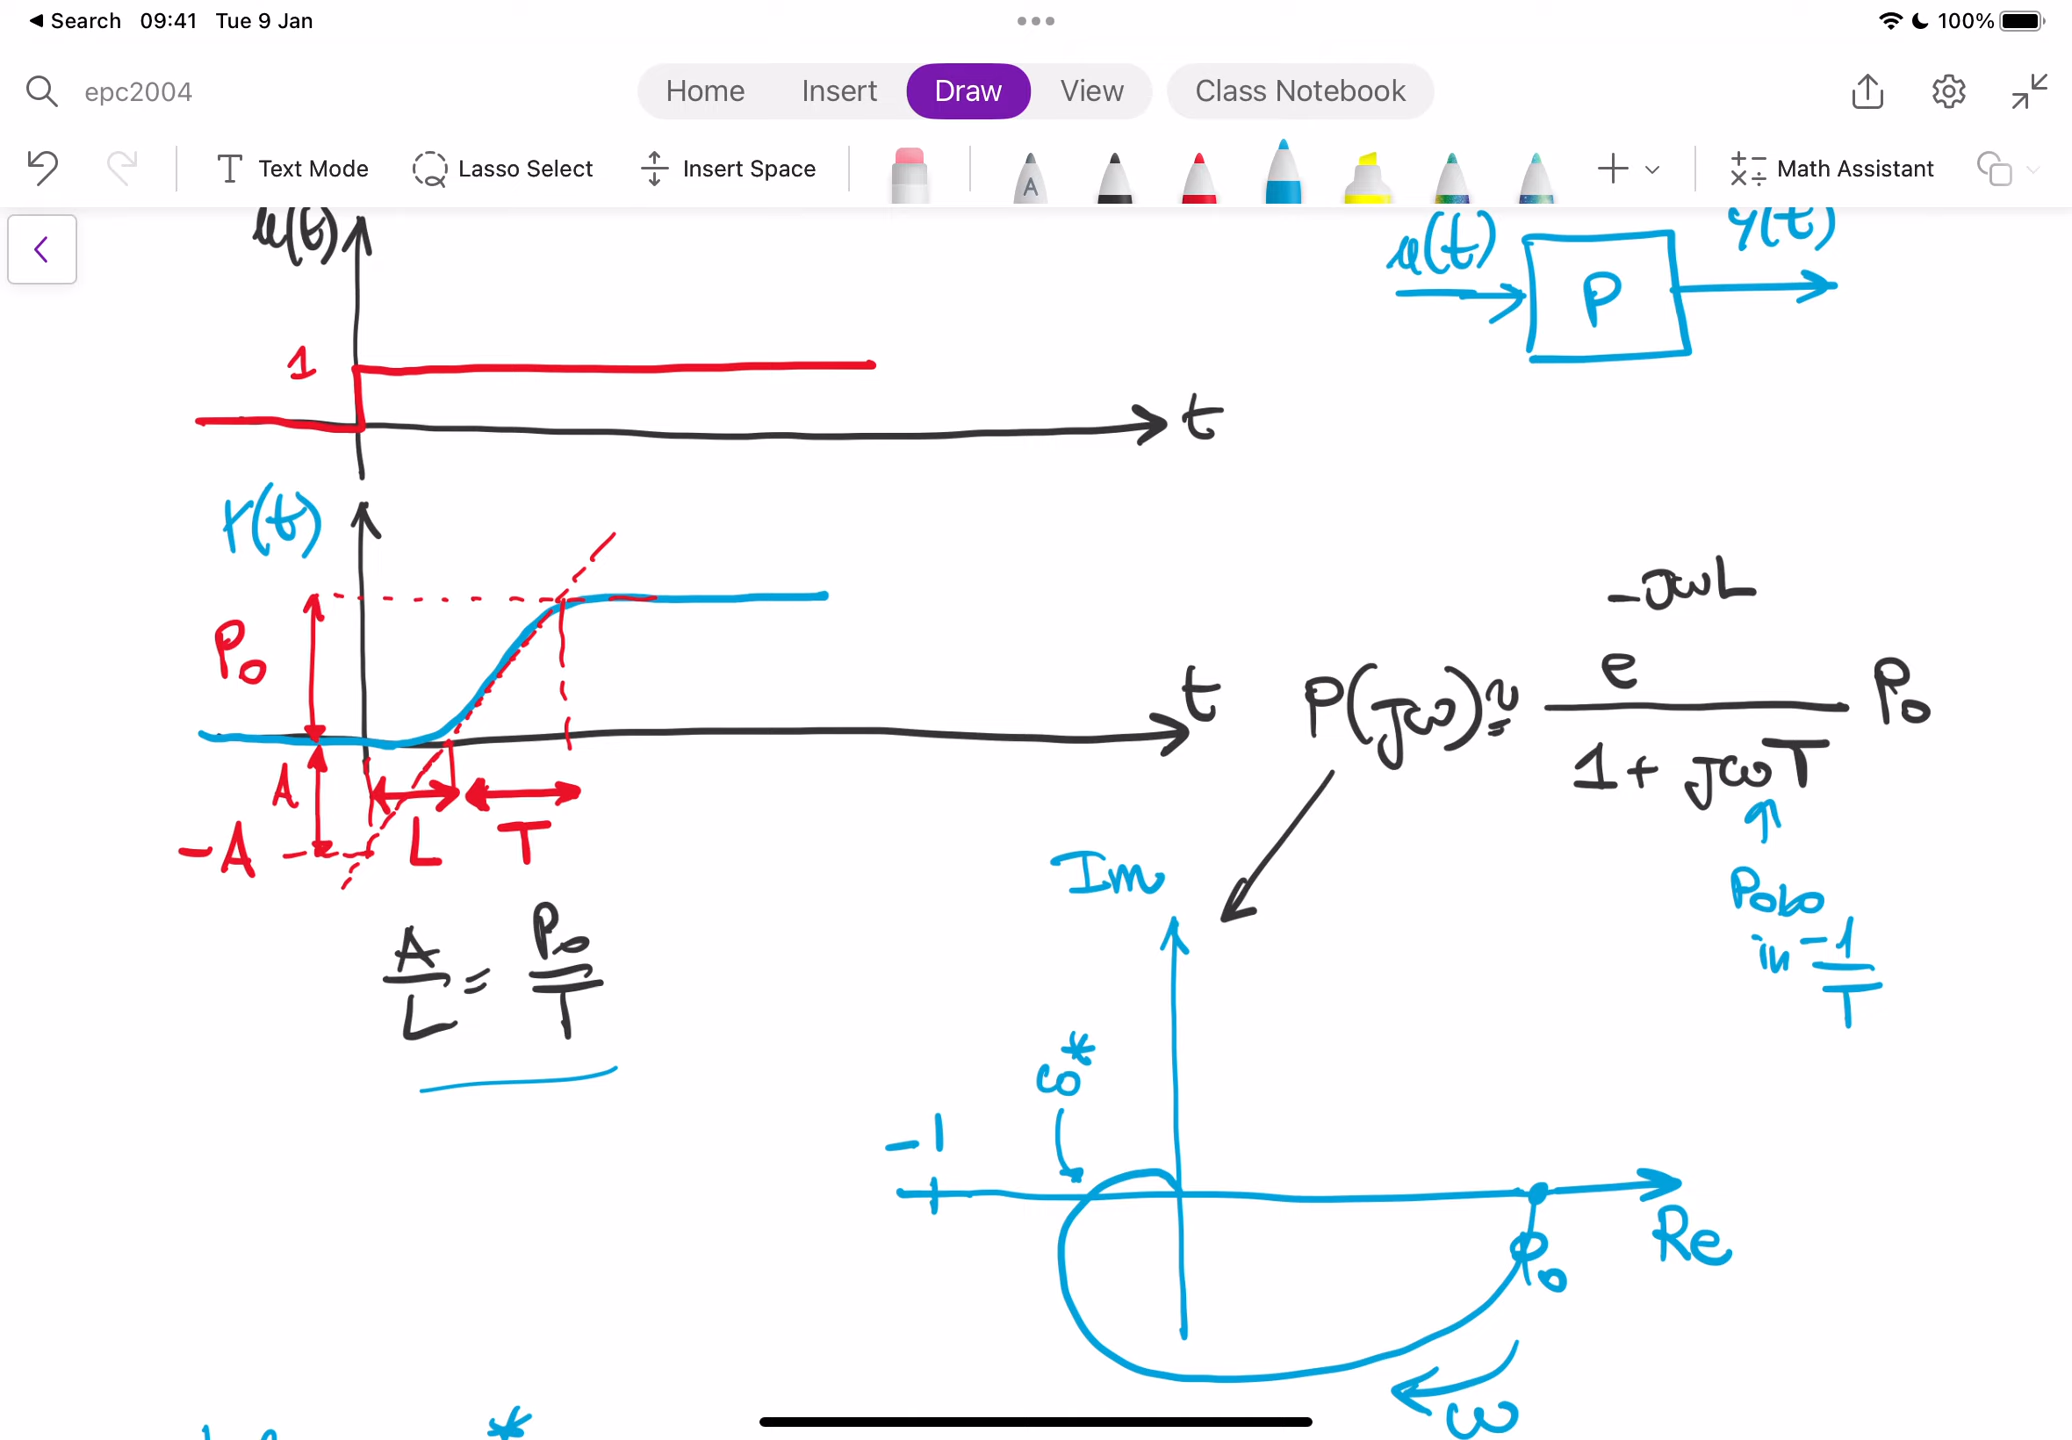 Search 09:41 Tue 9 Jan
100%
epc2004
Home Insert Draw View Class Notebook
Text Mode Lasso Select Insert Space A Math Assistant
u(t)
1
t
u(t) P y(t)
Y(t)
P0
A
-A
L T
t
A/L = P0/T
P(jω) ≃ e^{-jωL} / (1 + jωT) P0
↑
Polo
in -1/T
Im
ω*
-1
P0
Re
ω
*